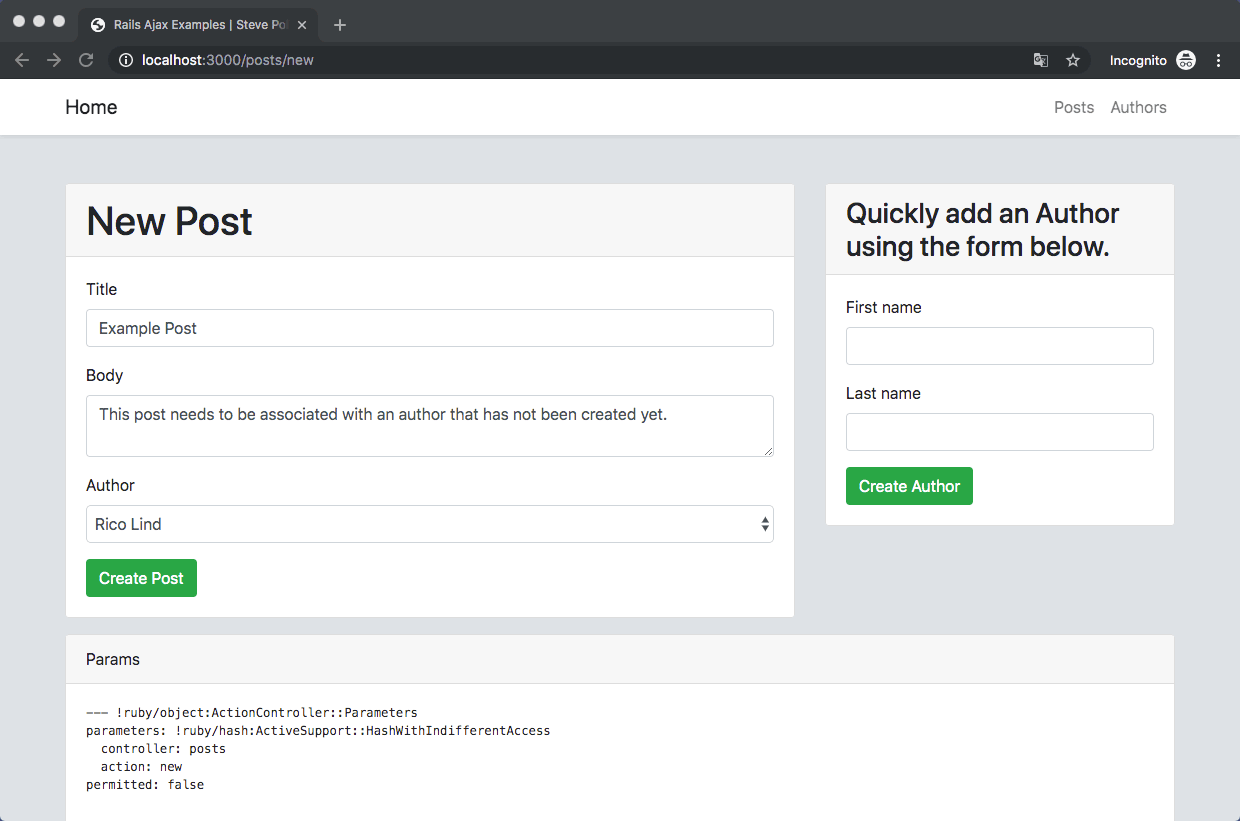 Rails Ajax Examples | Steve Po
localhost:3000/posts/new
Incognito
Home
Posts
Authors
New Post
Title
Example Post
Body
This post needs to be associated with an author that has not been created yet.
Author
Rico Lind
Create Post
Quickly add an Author
using the form below.
First name
Last name
Create Author
Params
--- !ruby/object:ActionController::Parameters
parameters: !ruby/hash:ActiveSupport::HashWithIndifferentAccess
  controller: posts
  action: new
permitted: false